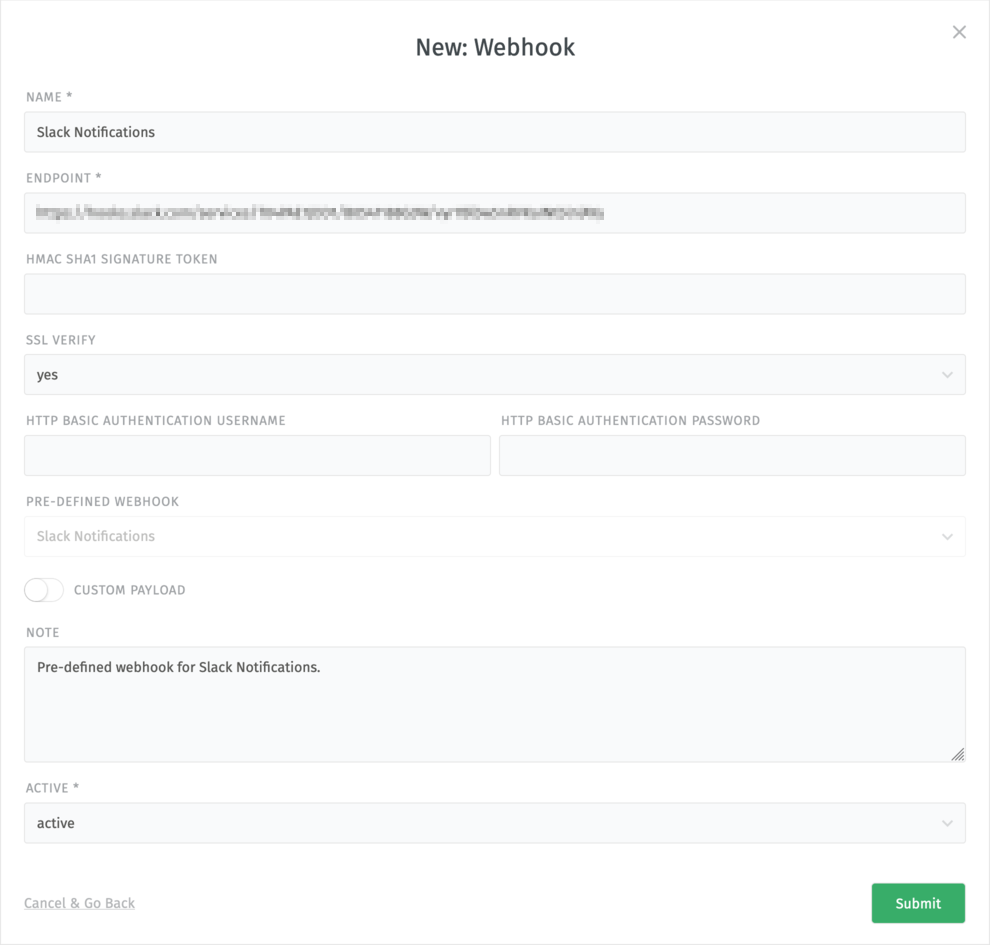 New: Webhook
NAME *
Slack Notifications
ENDPOINT *
HMAC SHA1 SIGNATURE TOKEN
SSL VERIFY
yes
HTTP BASIC AUTHENTICATION USERNAME
HTTP BASIC AUTHENTICATION PASSWORD
PRE-DEFINED WEBHOOK
Slack Notifications
CUSTOM PAYLOAD
NOTE
Pre-defined webhook for Slack Notifications.
ACTIVE *
active
Cancel & Go Back
Submit